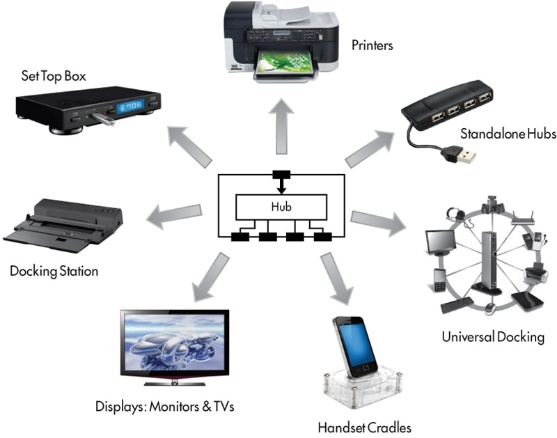 Printers
Set Top Box
Standalone Hubs
Hub
Docking Station
Universal Docking
Displays: Monitors & TVs
Handset Cradles